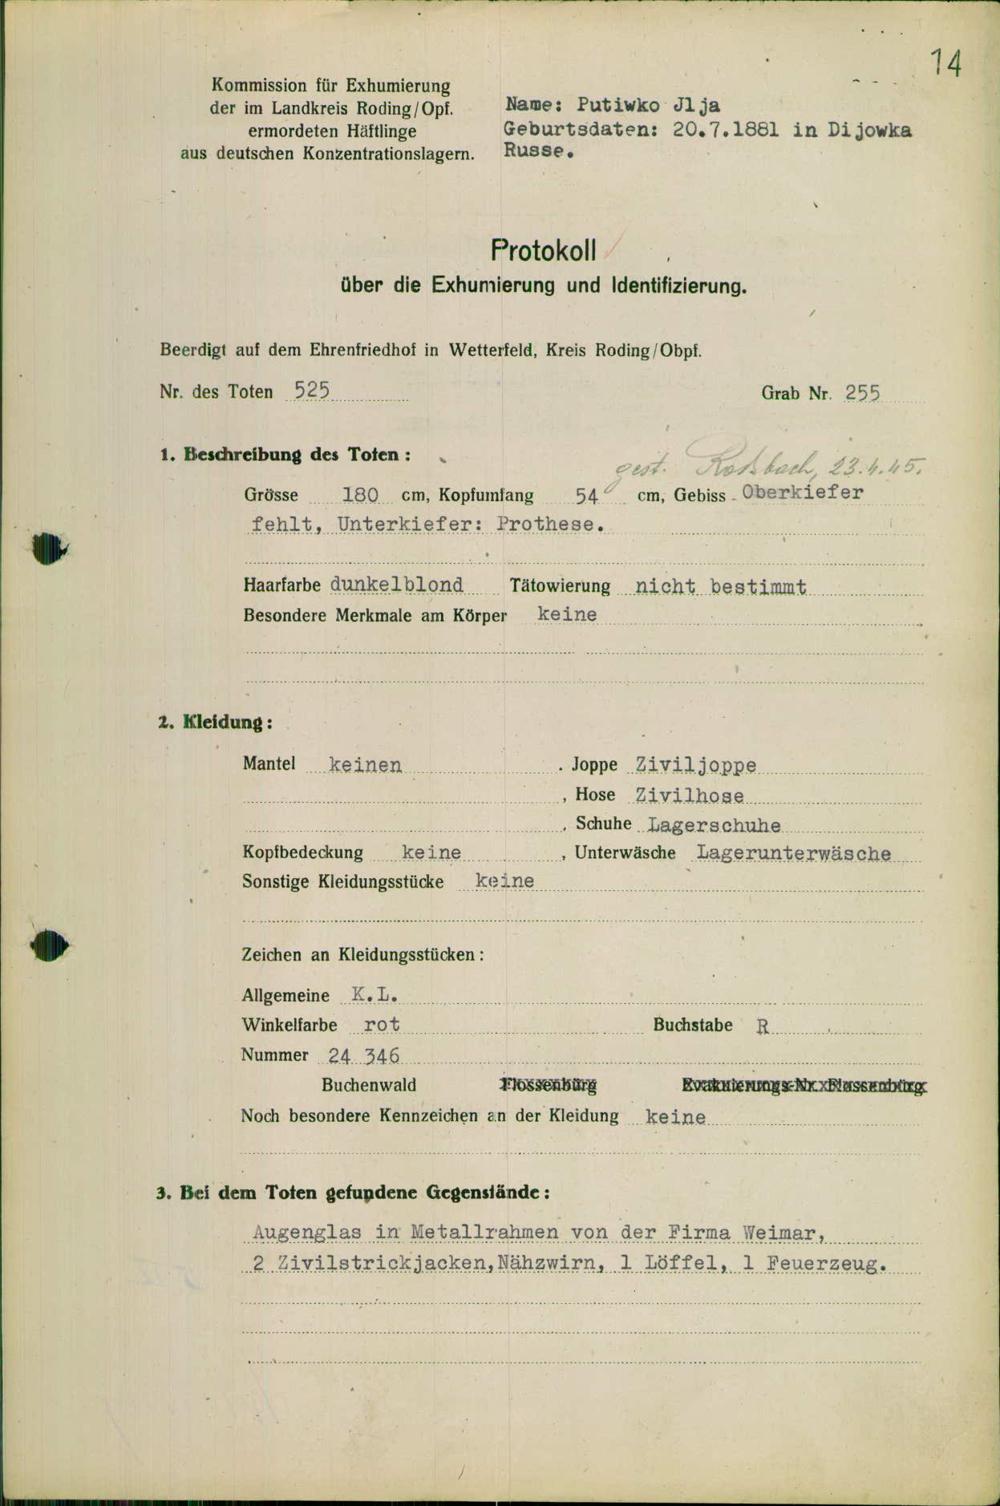 14
Kommission für Exhumierung
der im Landkreis Roding/Opf.
ermordeten Häftlinge
aus deutschen Konzentrationslagern.
Name: Putiwko Jlja
Geburtsdaten: 20.7.1881 in Dijowka
Russe.
Protokoll
über die Exhumierung und Identifizierung.
Beerdigt auf dem Ehrenfriedhof in Wetterfeld, Kreis Roding/Obpf.
Nr. des Toten 525 Grab Nr. 255
1. Beschreibung des Toten:
gest. Rossbach, 23.4.45.
Grösse 180 cm, Kopfumfang 54 cm, Gebiss Oberkiefer
fehlt, Unterkiefer: Prothese.
Haarfarbe dunkelblond Tätowierung nicht bestimmt
Besondere Merkmale am Körper keine
2. Kleidung:
Mantel keinen . Joppe Ziviljoppe
, Hose Zivilhose
, Schuhe Lagerschuhe
Kopfbedeckung keine , Unterwäsche Lagerunterwäsche
Sonstige Kleidungsstücke keine
Zeichen an Kleidungsstücken:
Allgemeine K.L.
Winkelfarbe rot Buchstabe R
Nummer 24 346
Buchenwald Flossenbürg Evakuierungs-Nr. Flossenbürg
Noch besondere Kennzeichen an der Kleidung keine
3. Bei dem Toten gefundene Gegenstände:
Augenglas in Metallrahmen von der Firma Weimar,
2 Zivilstrickjacken, Nähzwirn, 1 Löffel, 1 Feuerzeug.